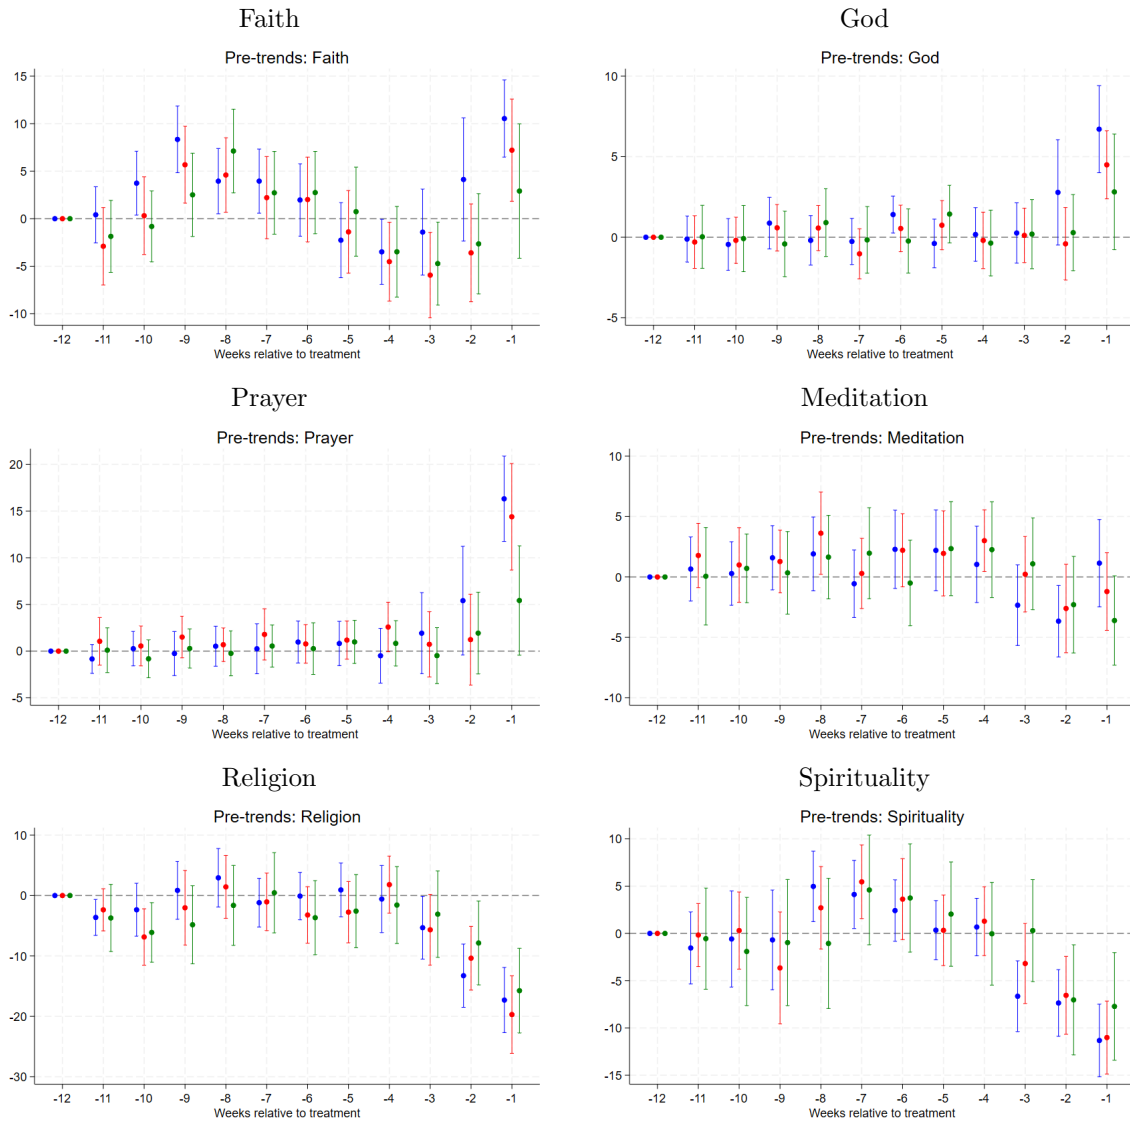 Faith
Pre-trends: Faith
15
10
5
0
-5
-10
-12 -11 -10 -9 -8 -7 -6 -5 -4 -3 -2 -1
Weeks relative to treatment
God
Pre-trends: God
10
5
0
-5
-12 -11 -10 -9 -8 -7 -6 -5 -4 -3 -2 -1
Weeks relative to treatment
Prayer
Pre-trends: Prayer
20
15
10
5
0
-5
-12 -11 -10 -9 -8 -7 -6 -5 -4 -3 -2 -1
Weeks relative to treatment
Meditation
Pre-trends: Meditation
10
5
0
-5
-10
-12 -11 -10 -9 -8 -7 -6 -5 -4 -3 -2 -1
Weeks relative to treatment
Religion
Pre-trends: Religion
10
0
-10
-20
-30
-12 -11 -10 -9 -8 -7 -6 -5 -4 -3 -2 -1
Weeks relative to treatment
Spirituality
Pre-trends: Spirituality
10
5
0
-5
-10
-15
-12 -11 -10 -9 -8 -7 -6 -5 -4 -3 -2 -1
Weeks relative to treatment